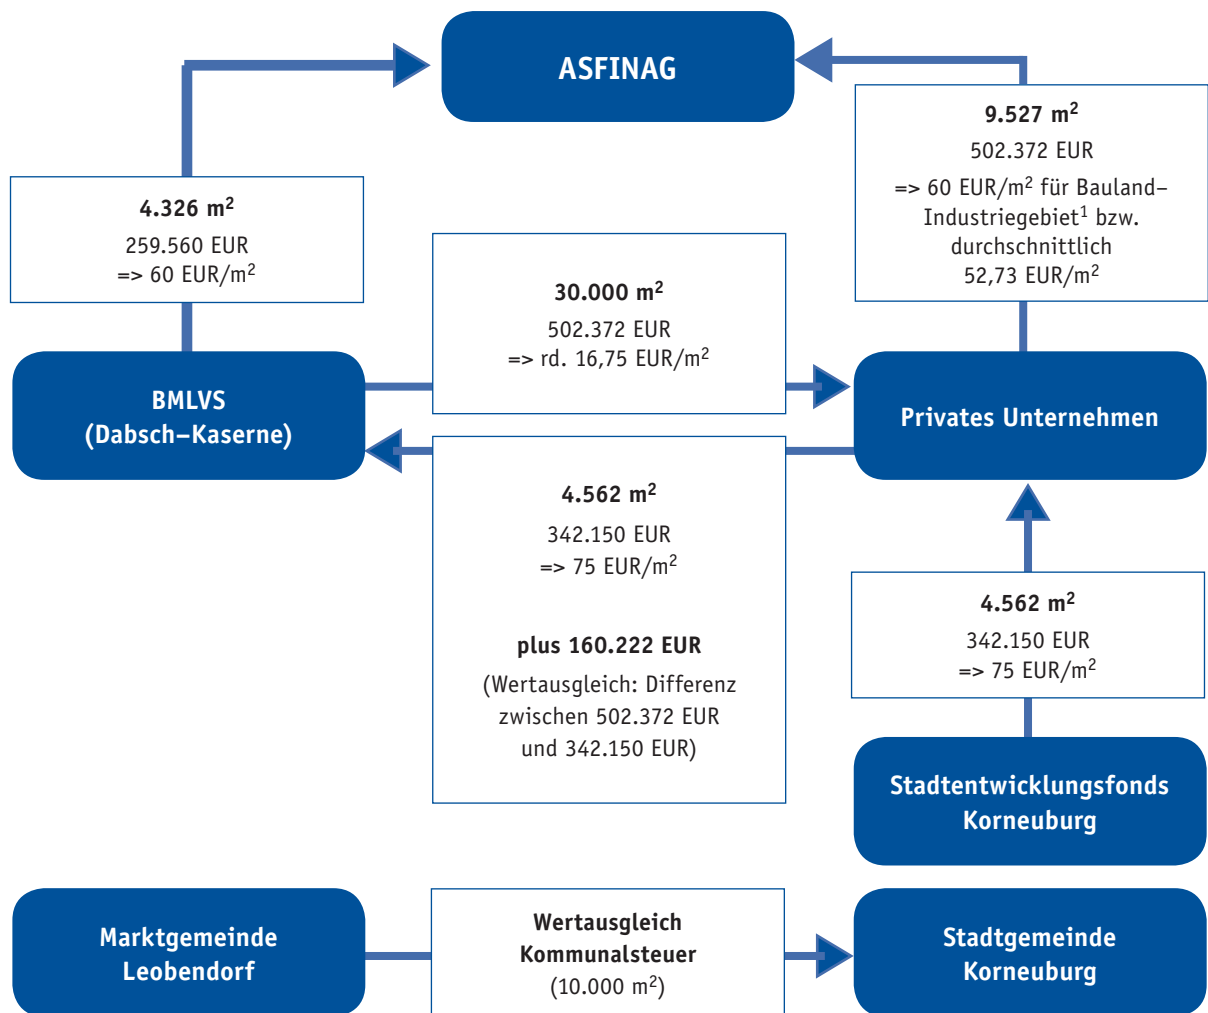 ASFINAG
9.527 m²
502.372 EUR
=> 60 EUR/m² für Bauland–
Industriegebiet¹ bzw.
durchschnittlich
52,73 EUR/m²
4.326 m²
259.560 EUR
=> 60 EUR/m²
30.000 m²
502.372 EUR
=> rd. 16,75 EUR/m²
BMLVS
(Dabsch–Kaserne)
Privates Unternehmen
4.562 m²
342.150 EUR
=> 75 EUR/m²
plus 160.222 EUR
(Wertausgleich: Differenz
zwischen 502.372 EUR
und 342.150 EUR)
4.562 m²
342.150 EUR
=> 75 EUR/m²
Stadtentwicklungsfonds
Korneuburg
Marktgemeinde
Leobendorf
Wertausgleich
Kommunalsteuer
(10.000 m²)
Stadtgemeinde
Korneuburg